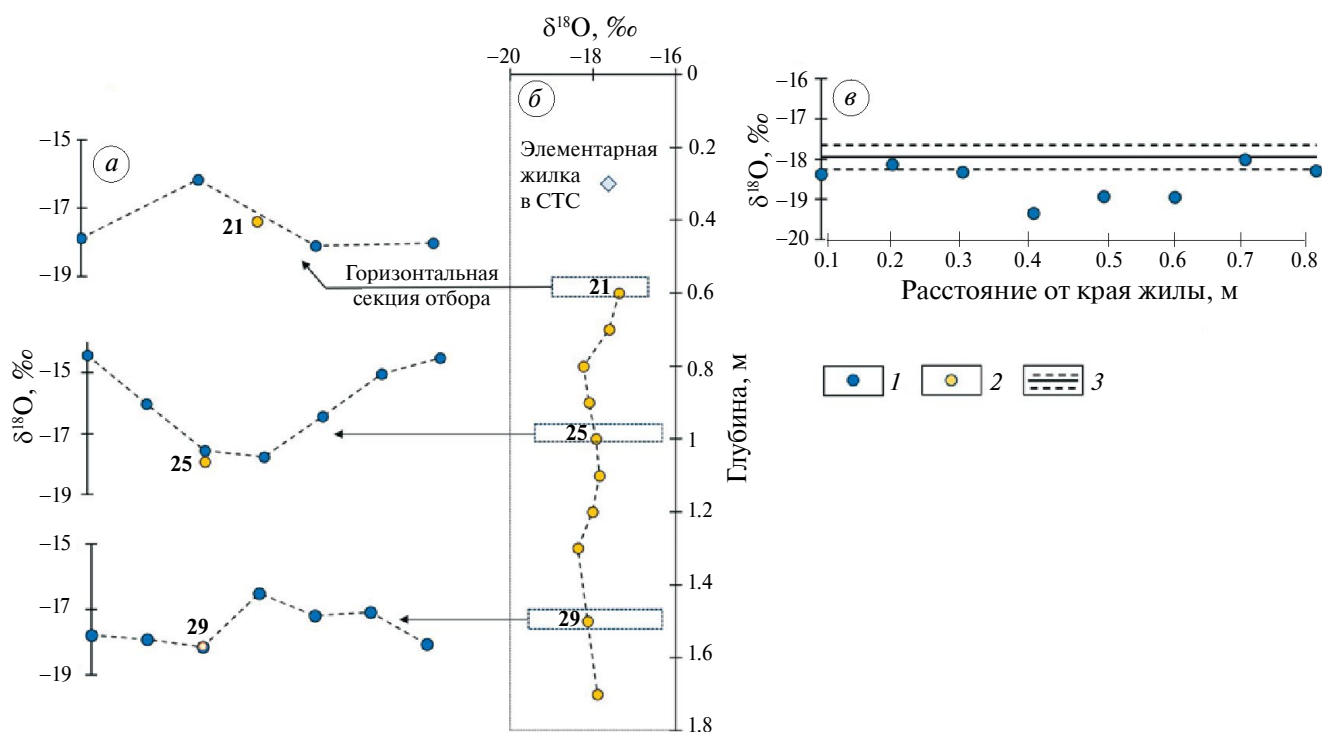 δ¹⁸O, ‰
−20 −18 −16
0
0.2
0.4
0.6
0.8
1
1.2
1.4
1.6
1.8
Глубина, м
б
Элементарная
жилка
в СТС
21
25
29
а
−15
−17
−19
21
Горизонтальная
секция отбора
δ¹⁸O, ‰
−15
−17
−19
25
−15
−17
−19
29
в
δ¹⁸O, ‰
−16
−17
−18
−19
−20
0.1 0.2 0.3 0.4 0.5 0.6 0.7 0.8
Расстояние от края жилы, м
1 2 3